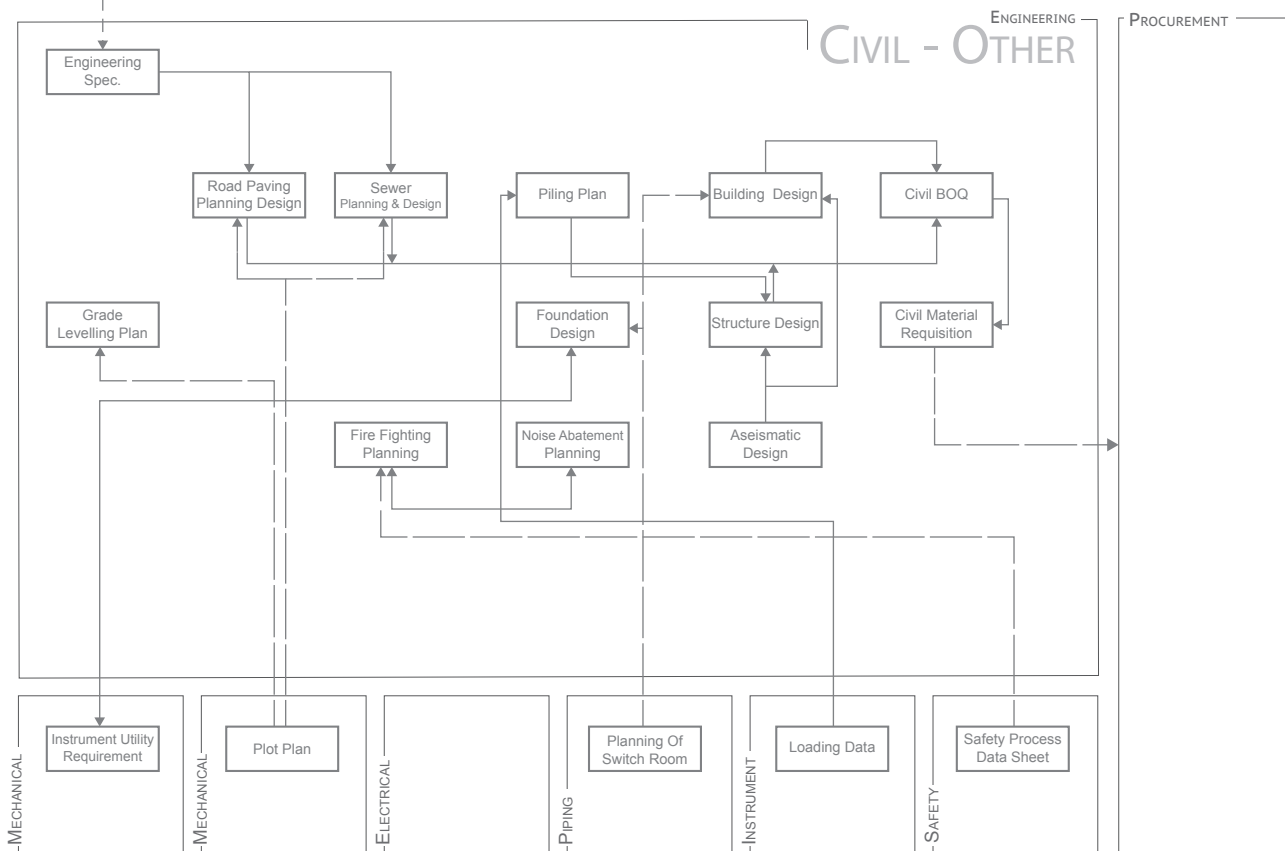 ENGINEERING
PROCUREMENT
CIVIL - OTHER
Engineering
Spec.
Road Paving
Planning Design
Sewer
Planning & Design
Piling Plan
Building Design
Civil BOQ
Grade
Levelling Plan
Foundation
Design
Structure Design
Civil Material
Requisition
Fire Fighting
Planning
Noise Abatement
Planning
Aseismatic
Design
MECHANICAL
Instrument Utility
Requirement
MECHANICAL
Plot Plan
ELECTRICAL
PIPING
Planning Of
Switch Room
INSTRUMENT
Loading Data
SAFETY
Safety Process
Data Sheet